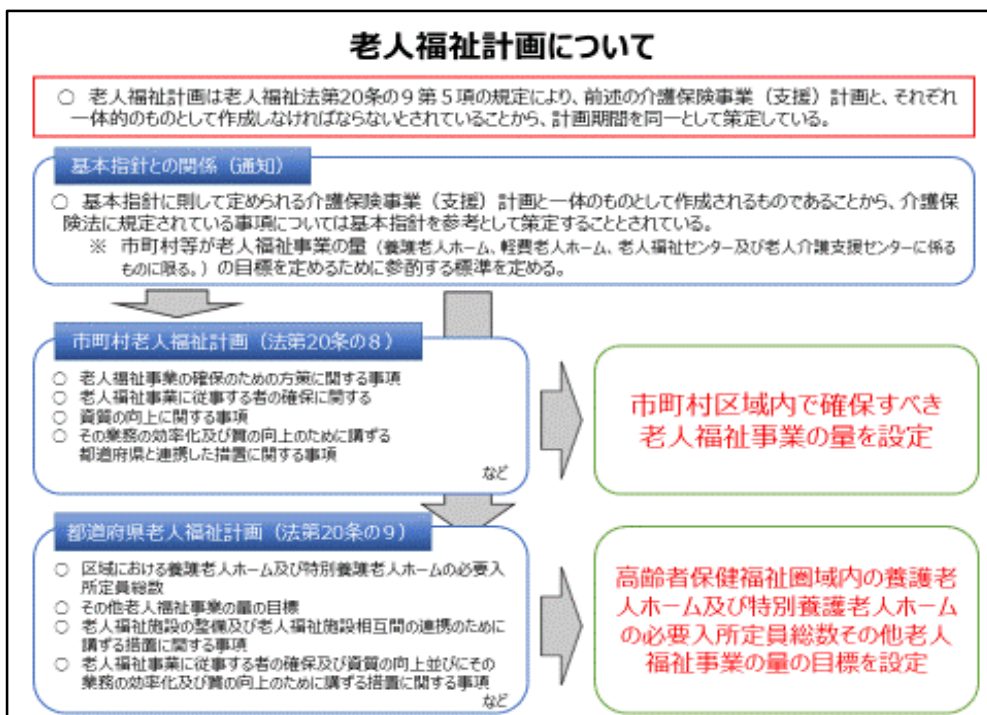 老人福祉計画について
○ 老人福祉計画は老人福祉法第20条の9第5項の規定により、前述の介護保険事業（支援）計画と、それぞれ
一体的のものとして作成しなければならないとされていることから、計画期間を同一として策定している。
基本指針との関係（通知）
○ 基本指針に則して定められる介護保険事業（支援）計画と一体のものとして作成されるものであることから、介護保
険法に規定されている事項については基本指針を参考として策定することとされている。
※ 市町村等が老人福祉事業の量（養護老人ホーム、軽費老人ホーム、老人福祉センター及び老人介護支援センターに係る
ものに限る。）の目標を定めるために参酌する標準を定める。
市町村老人福祉計画（法第20条の8）
○ 老人福祉事業の確保のための方策に関する事項
○ 老人福祉事業に従事する者の確保に関する
○ 資質の向上に関する事項
○ その業務の効率化及び質の向上のために講ずる
都道府県と連携した措置に関する事項
など
市町村区域内で確保すべき
老人福祉事業の量を設定
都道府県老人福祉計画（法第20条の9）
○ 区域における養護老人ホーム及び特別養護老人ホームの必要入
所定員総数
○ その他老人福祉事業の量の目標
○ 老人福祉施設の整備及び老人福祉施設相互間の連携のために
講ずる措置に関する事項
○ 老人福祉事業に従事する者の確保及び資質の向上並びにその
業務の効率化及び質の向上のために講ずる措置に関する事項
など
高齢者保健福祉圏域内の養護老
人ホーム及び特別養護老人ホーム
の必要入所定員総数その他老人
福祉事業の量の目標を設定